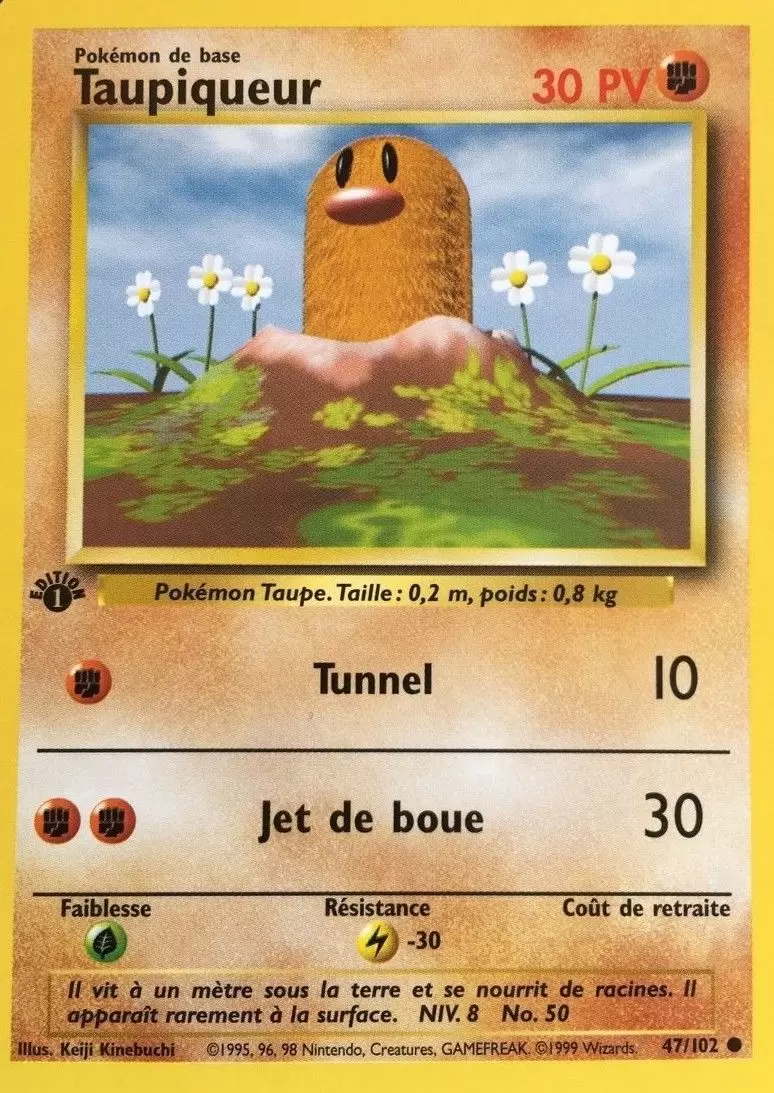 Pokémon de base
Taupiqueur
30 PV
EDITION
1
Pokémon Taupe. Taille : 0,2 m, poids : 0,8 kg
Tunnel 10
Jet de boue 30
Faiblesse Résistance Coût de retraite
-30
Il vit à un mètre sous la terre et se nourrit de racines. Il
apparaît rarement à la surface. NIV. 8 No. 50
Illus. Keiji Kinebuchi ©1995, 96, 98 Nintendo, Creatures, GAMEFREAK. ©1999 Wizards. 47/102